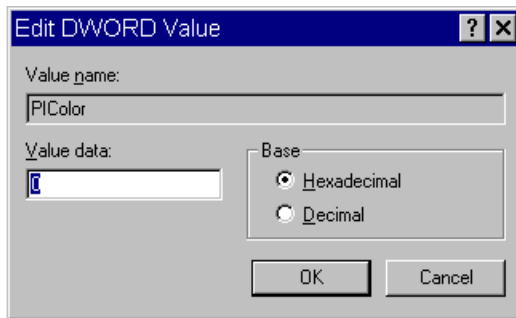 Edit DWORD Value
Value name:
PIColor
Value data:
Base
0
Hexadecimal
Decimal
OK
Cancel